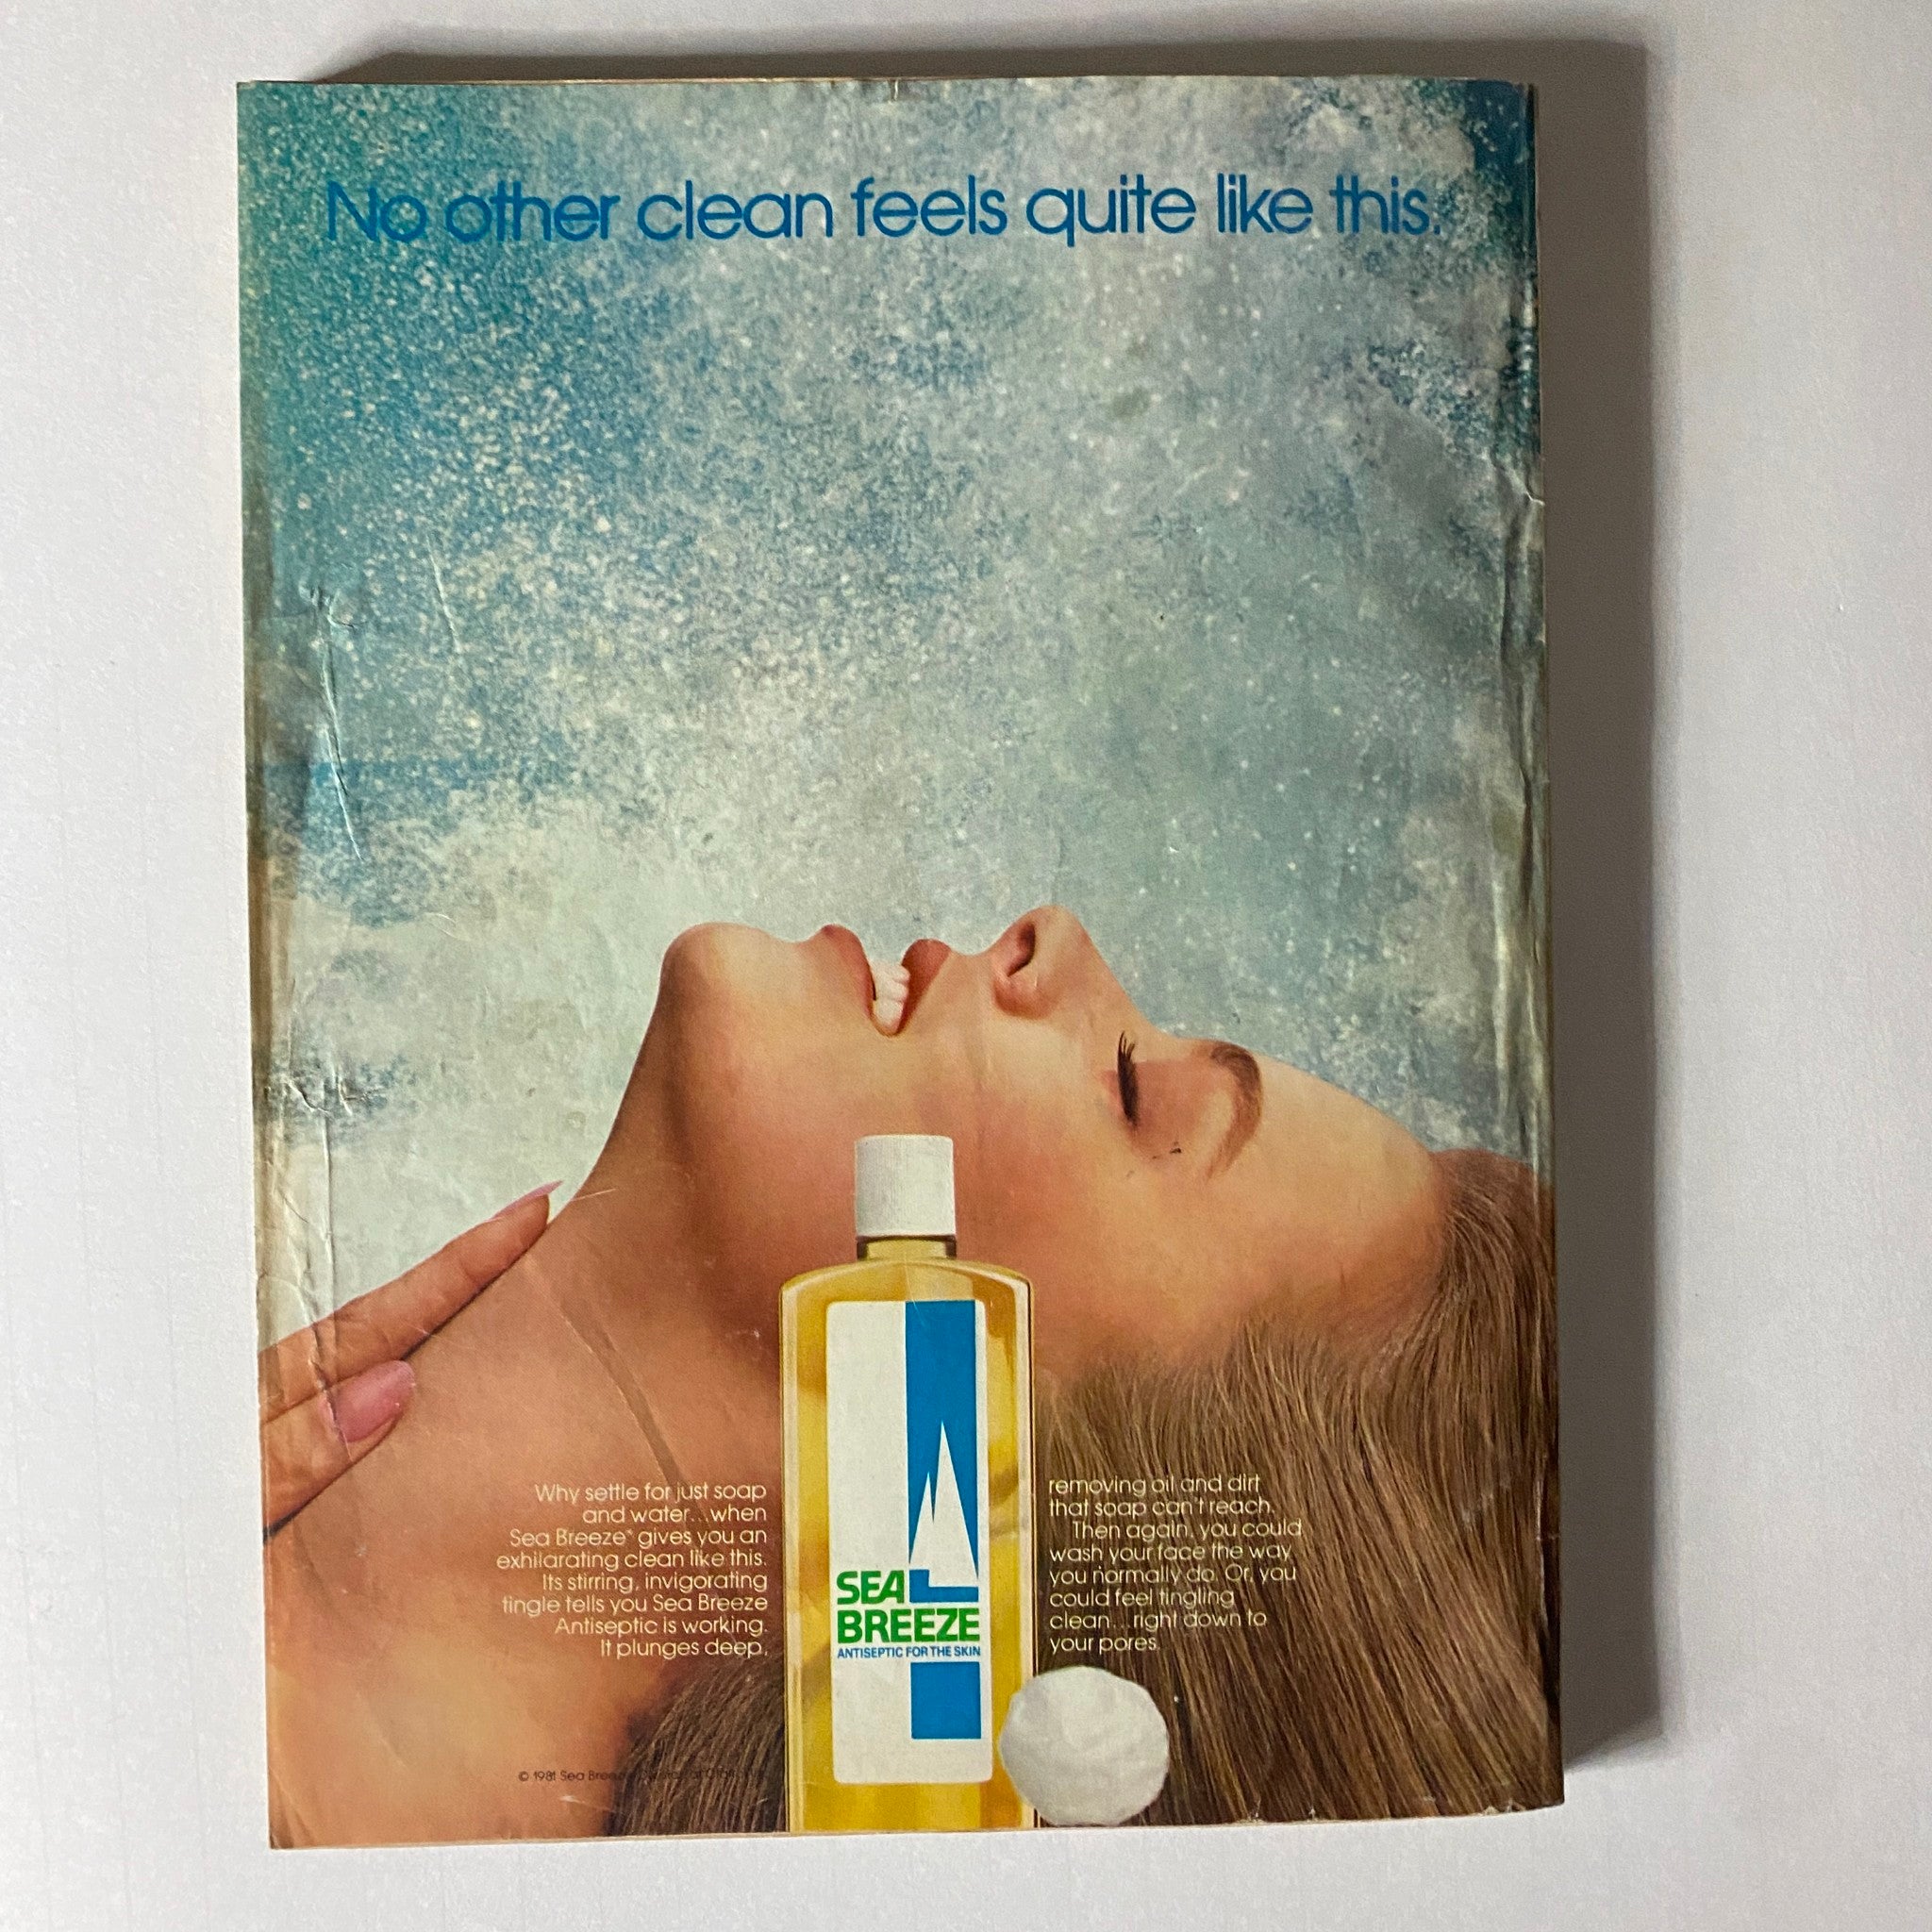 No other clean feels quite like this.
Why settle for just soap
and water...when
Sea Breeze® gives you an
exhilarating clean like this.
Its stirring, invigorating
tingle tells you Sea Breeze
Antiseptic is working.
It plunges deep,
removing oil and dirt
that soap can't reach.
Then again, you could
wash your face the way
you normally do. Or, you
could feel tingling
clean...right down to
your pores.
SEA
BREEZE
ANTISEPTIC FOR THE SKIN
© 1981 Sea Breeze